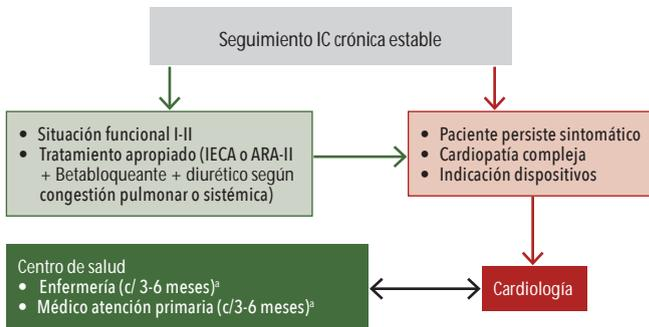 Seguimiento IC crónica estable
• Situación funcional I-II
• Tratamiento apropiado (IECA o ARA-II
+ Betabloqueante + diurético según
congestión pulmonar o sistémica)
• Paciente persiste sintomático
• Cardiopatía compleja
• Indicación dispositivos
Centro de salud
• Enfermería (c/ 3-6 meses)ª
• Médico atención primaria (c/3-6 meses)ª
Cardiología